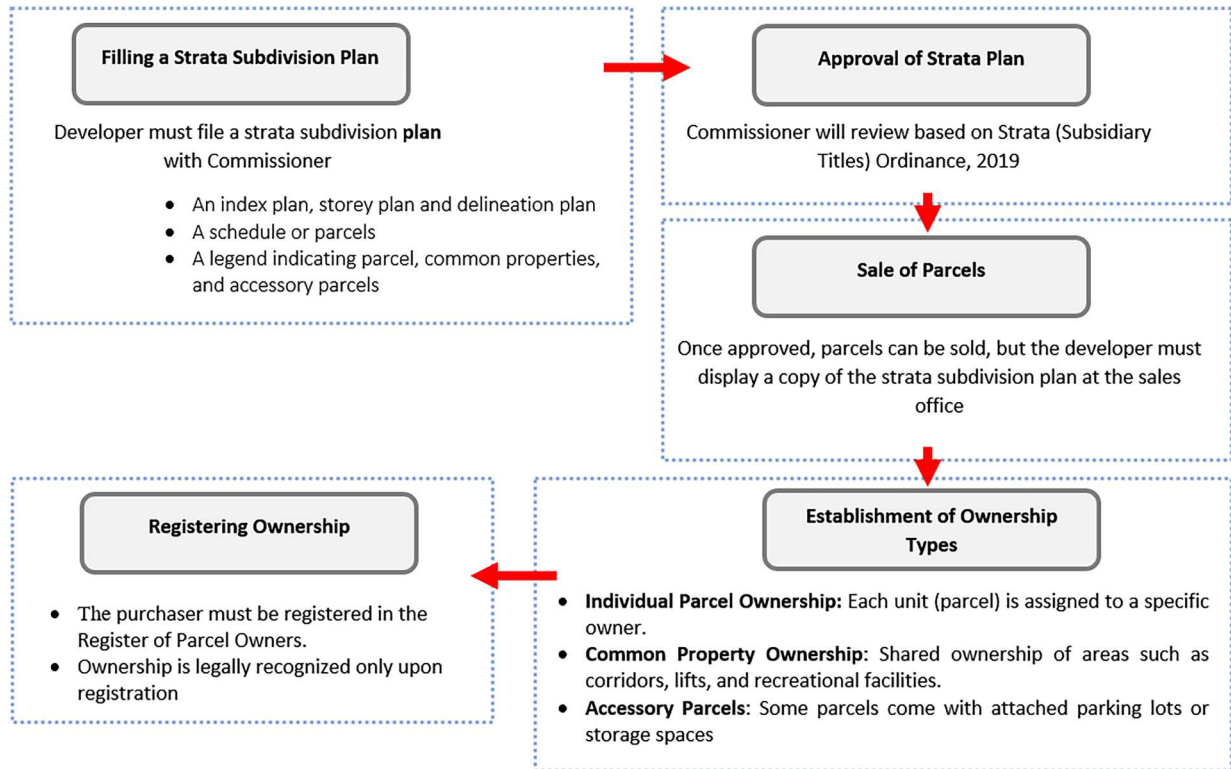 Filling a Strata Subdivision Plan
Developer must file a strata subdivision plan
with Commissioner
• An index plan, storey plan and delineation plan
• A schedule or parcels
• A legend indicating parcel, common properties,
and accessory parcels
Approval of Strata Plan
Commissioner will review based on Strata (Subsidiary
Titles) Ordinance, 2019
Sale of Parcels
Once approved, parcels can be sold, but the developer must
display a copy of the strata subdivision plan at the sales
office
Establishment of Ownership
Types
• Individual Parcel Ownership: Each unit (parcel) is assigned to a specific
owner.
• Common Property Ownership: Shared ownership of areas such as
corridors, lifts, and recreational facilities.
• Accessory Parcels: Some parcels come with attached parking lots or
storage spaces
Registering Ownership
• The purchaser must be registered in the
Register of Parcel Owners.
• Ownership is legally recognized only upon
registration